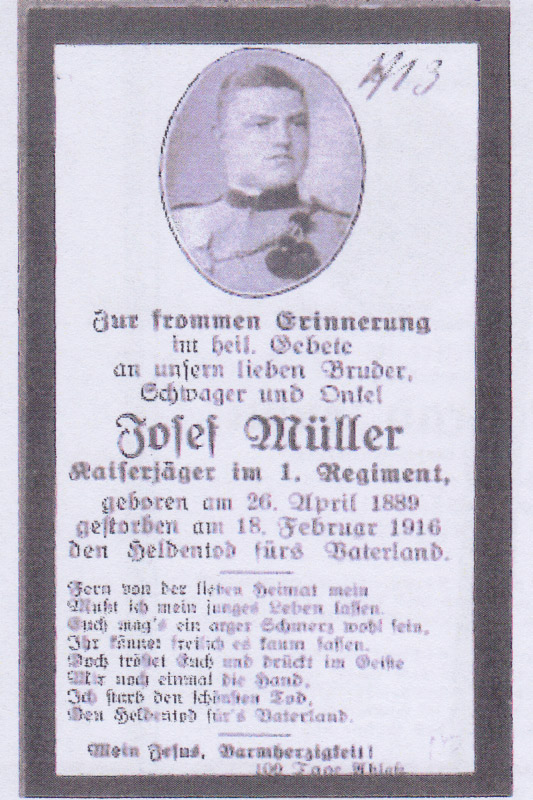 1913
Zur frommen Erinnerung
im heil. Gebete
an unsern lieben Bruder,
Schwager und Onkel
Josef Müller
Kaiserjäger im 1. Regiment,
geboren am 26. April 1889
gestorben am 18. Februar 1916
den Heldentod fürs Vaterland.
Fern von der lieben Heimat mein
Mußt ich mein junges Leben lassen.
Euch mag's ein arger Schmerz wohl sein,
Ihr könnet freilich es kaum fassen.
Doch tröstet Euch und drückt im Geiste
Mir noch einmal die Hand,
Ich starb den schönsten Tod,
Den Heldentod für's Vaterland.
Mein Jesus, Barmherzigkeit!
100 Tage Ablaß